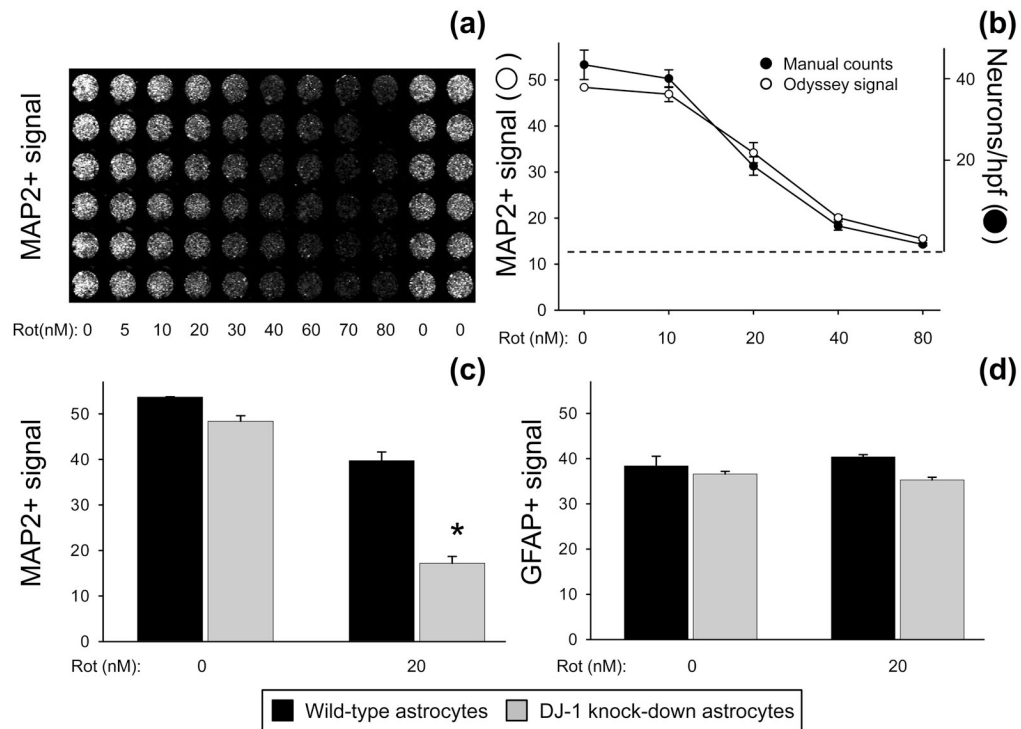 (a)
MAP2+ signal
Rot(nM): 0 5 10 20 30 40 60 70 80 0 0
(b)
MAP2+ signal (○)
50
40
30
20
10
0
Manual counts
Odyssey signal
40
20
Neurons/hpf (●)
Rot (nM): 0 10 20 40 80
(c)
MAP2+ signal
50
40
30
20
10
0
*
Rot (nM): 0 20
(d)
GFAP+ signal
50
40
30
20
10
0
Rot (nM): 0 20
Wild-type astrocytes DJ-1 knock-down astrocytes